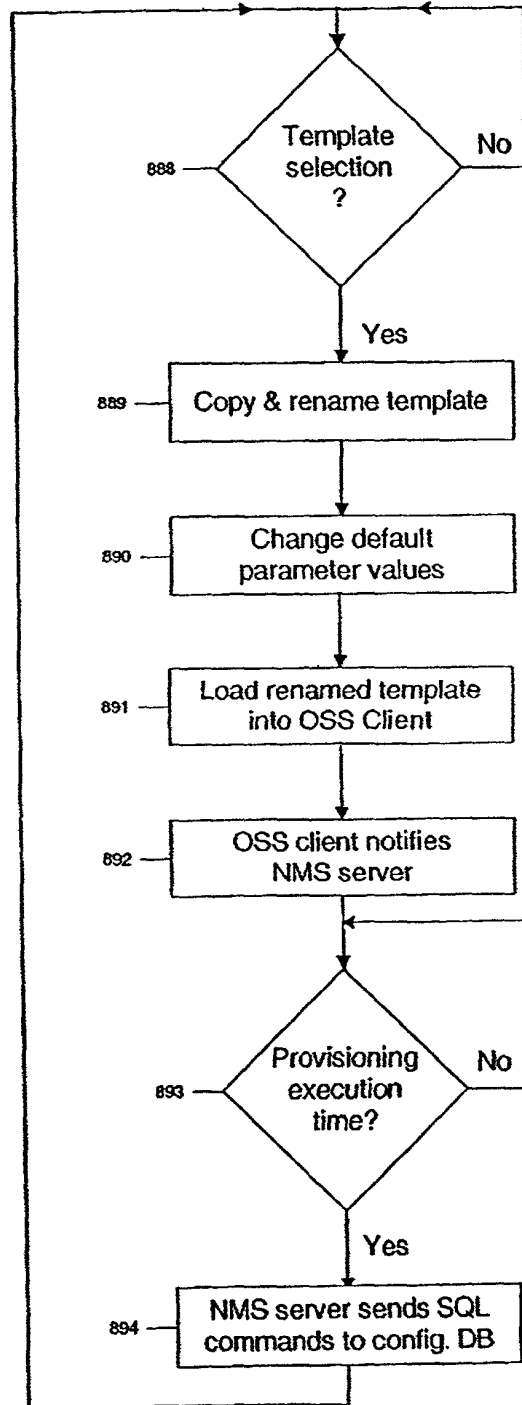 Template
selection
?
888
No
Yes
889
Copy & rename template
890
Change default
parameter values
891
Load renamed template
into OSS Client
892
OSS client notifies
NMS server
893
Provisioning
execution
time?
No
Yes
894
NMS server sends SQL
commands to config. DB